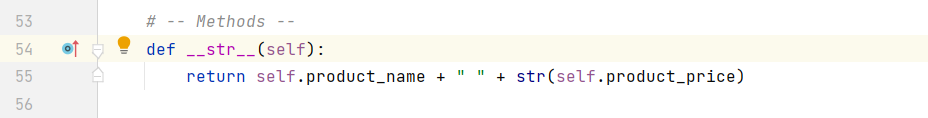 53 # -- Methods --
54 def __str__(self):
55 return self.product_name + " " + str(self.product_price)
56